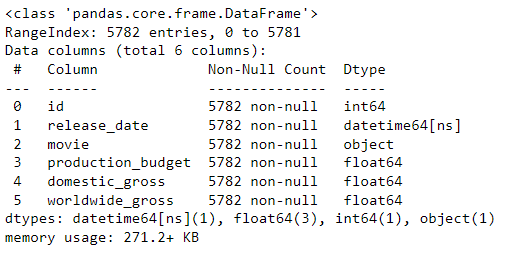 <class 'pandas.core.frame.DataFrame'>
RangeIndex: 5782 entries, 0 to 5781
Data columns (total 6 columns):
 #   Column             Non-Null Count  Dtype
---  ------             --------------  -----
 0   id                 5782 non-null   int64
 1   release_date       5782 non-null   datetime64[ns]
 2   movie              5782 non-null   object
 3   production_budget  5782 non-null   float64
 4   domestic_gross     5782 non-null   float64
 5   worldwide_gross    5782 non-null   float64
dtypes: datetime64[ns](1), float64(3), int64(1), object(1)
memory usage: 271.2+ KB